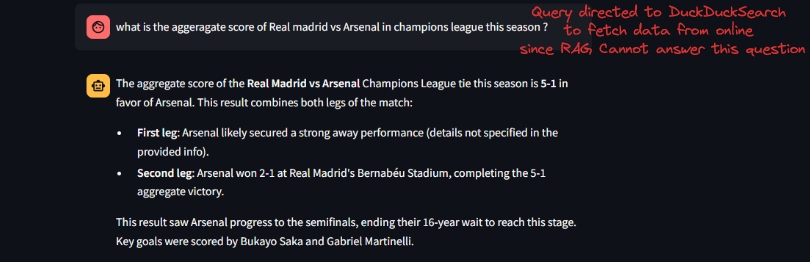 what is the aggeragate score of Real madrid vs Arsenal in champions league this season ?
Query directed to DuckDuckSearch
to fetch data from online
since RAG Cannot answer this question
The aggregate score of the Real Madrid vs Arsenal Champions League tie this season is 5-1 in
favor of Arsenal. This result combines both legs of the match:
• First leg: Arsenal likely secured a strong away performance (details not specified in the
provided info).
• Second leg: Arsenal won 2-1 at Real Madrid's Bernabéu Stadium, completing the 5-1
aggregate victory.
This result saw Arsenal progress to the semifinals, ending their 16-year wait to reach this stage.
Key goals were scored by Bukayo Saka and Gabriel Martinelli.